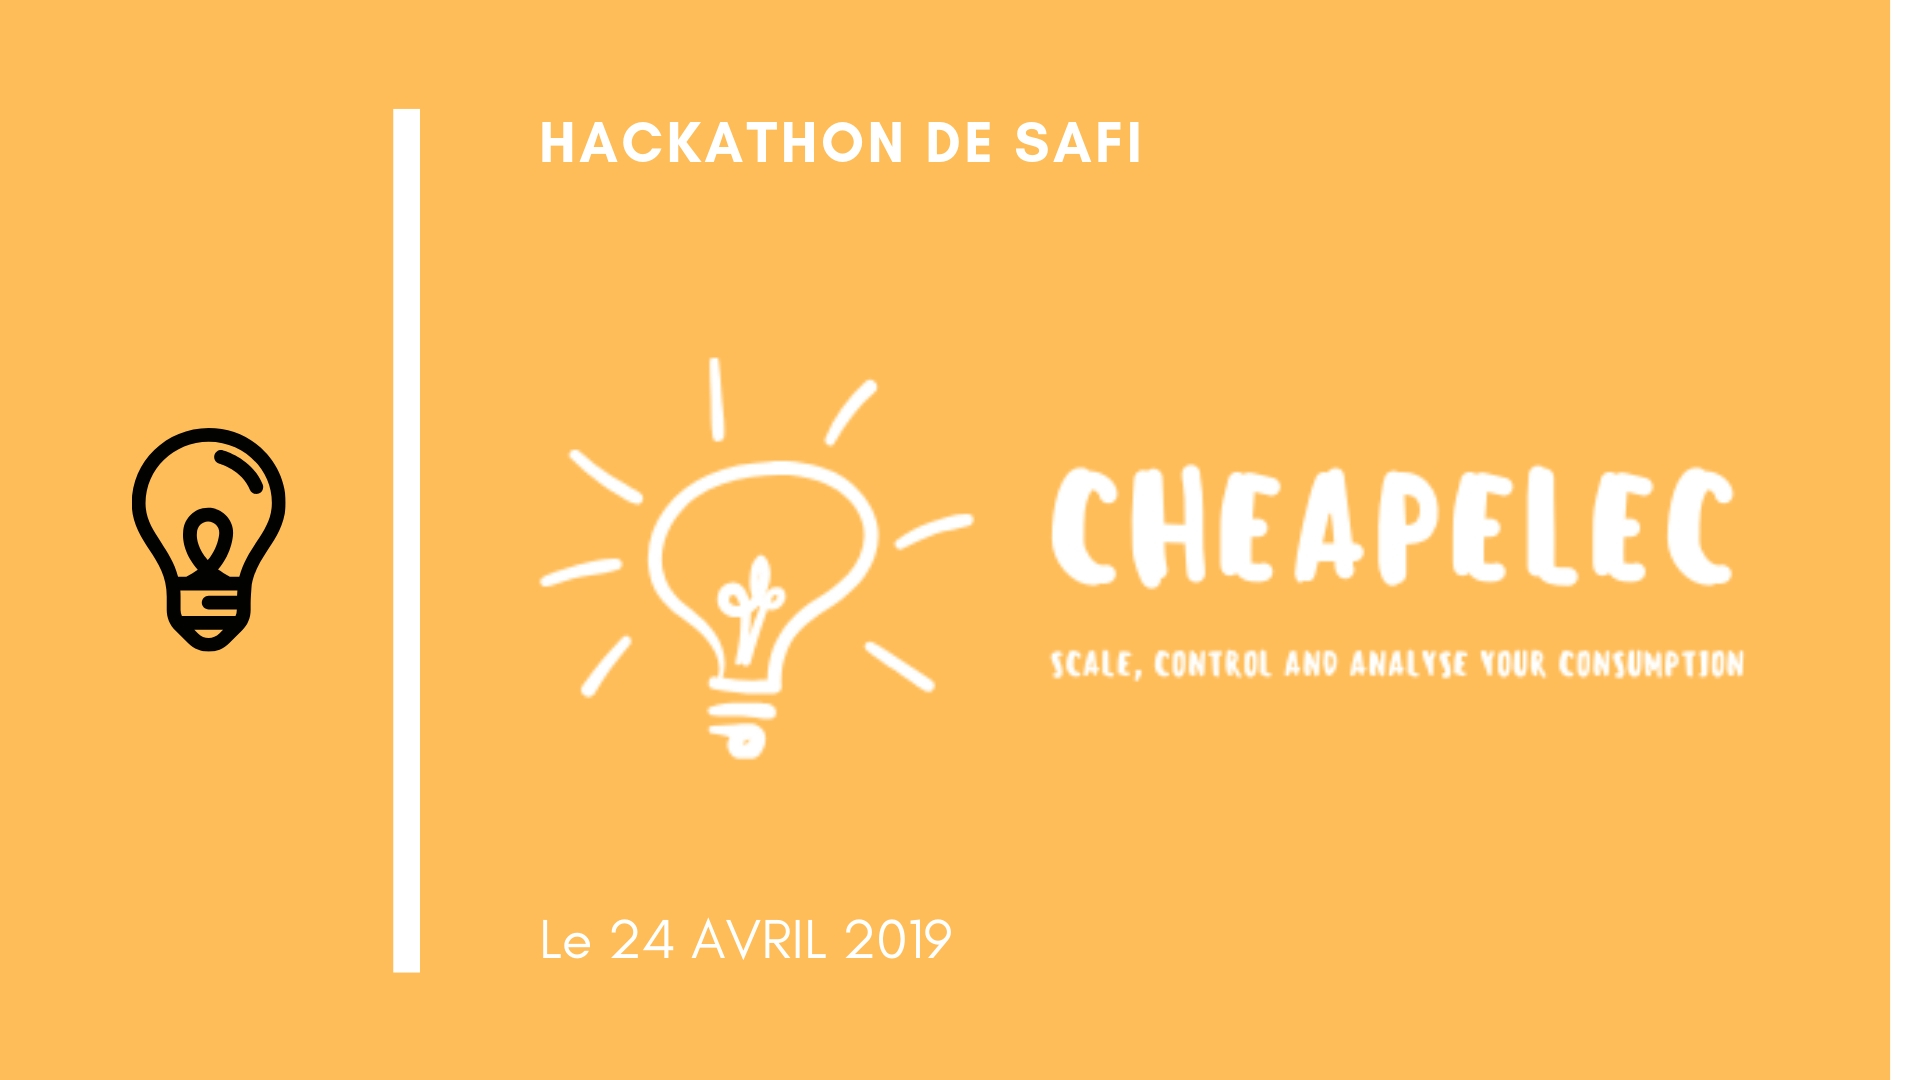 HACKATHON DE SAFI
CHEAPELEC
SCALE, CONTROL AND ANALYSE YOUR CONSUMPTION
Le 24 AVRIL 2019